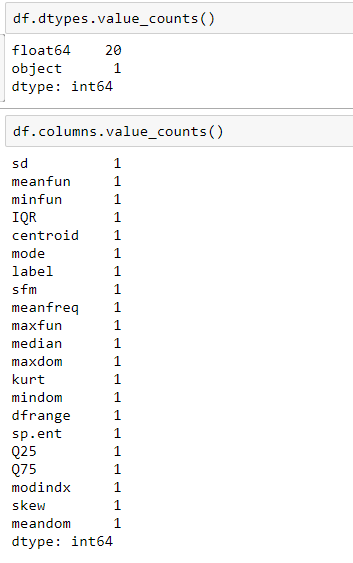 df.dtypes.value_counts()
float64    20
object      1
dtype: int64
df.columns.value_counts()
sd          1
meanfun     1
minfun      1
IQR         1
centroid    1
mode        1
label       1
sfm         1
meanfreq    1
maxfun      1
median      1
maxdom      1
kurt        1
mindom      1
dfrange     1
sp.ent      1
Q25         1
Q75         1
modindx     1
skew        1
meandom     1
dtype: int64